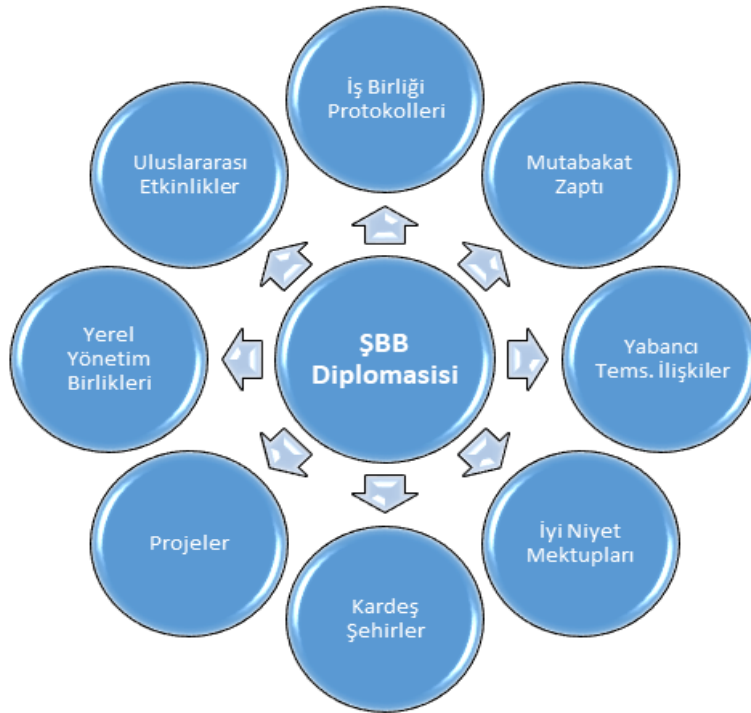 İş Birliği
Protokolleri
Uluslararası
Etkinlikler
Mutabakat
Zaptı
Yerel
Yönetim
Birlikleri
ŞBB
Diplomasisi
Yabancı
Tems. İlişkiler
Projeler
İyi Niyet
Mektupları
Kardeş
Şehirler